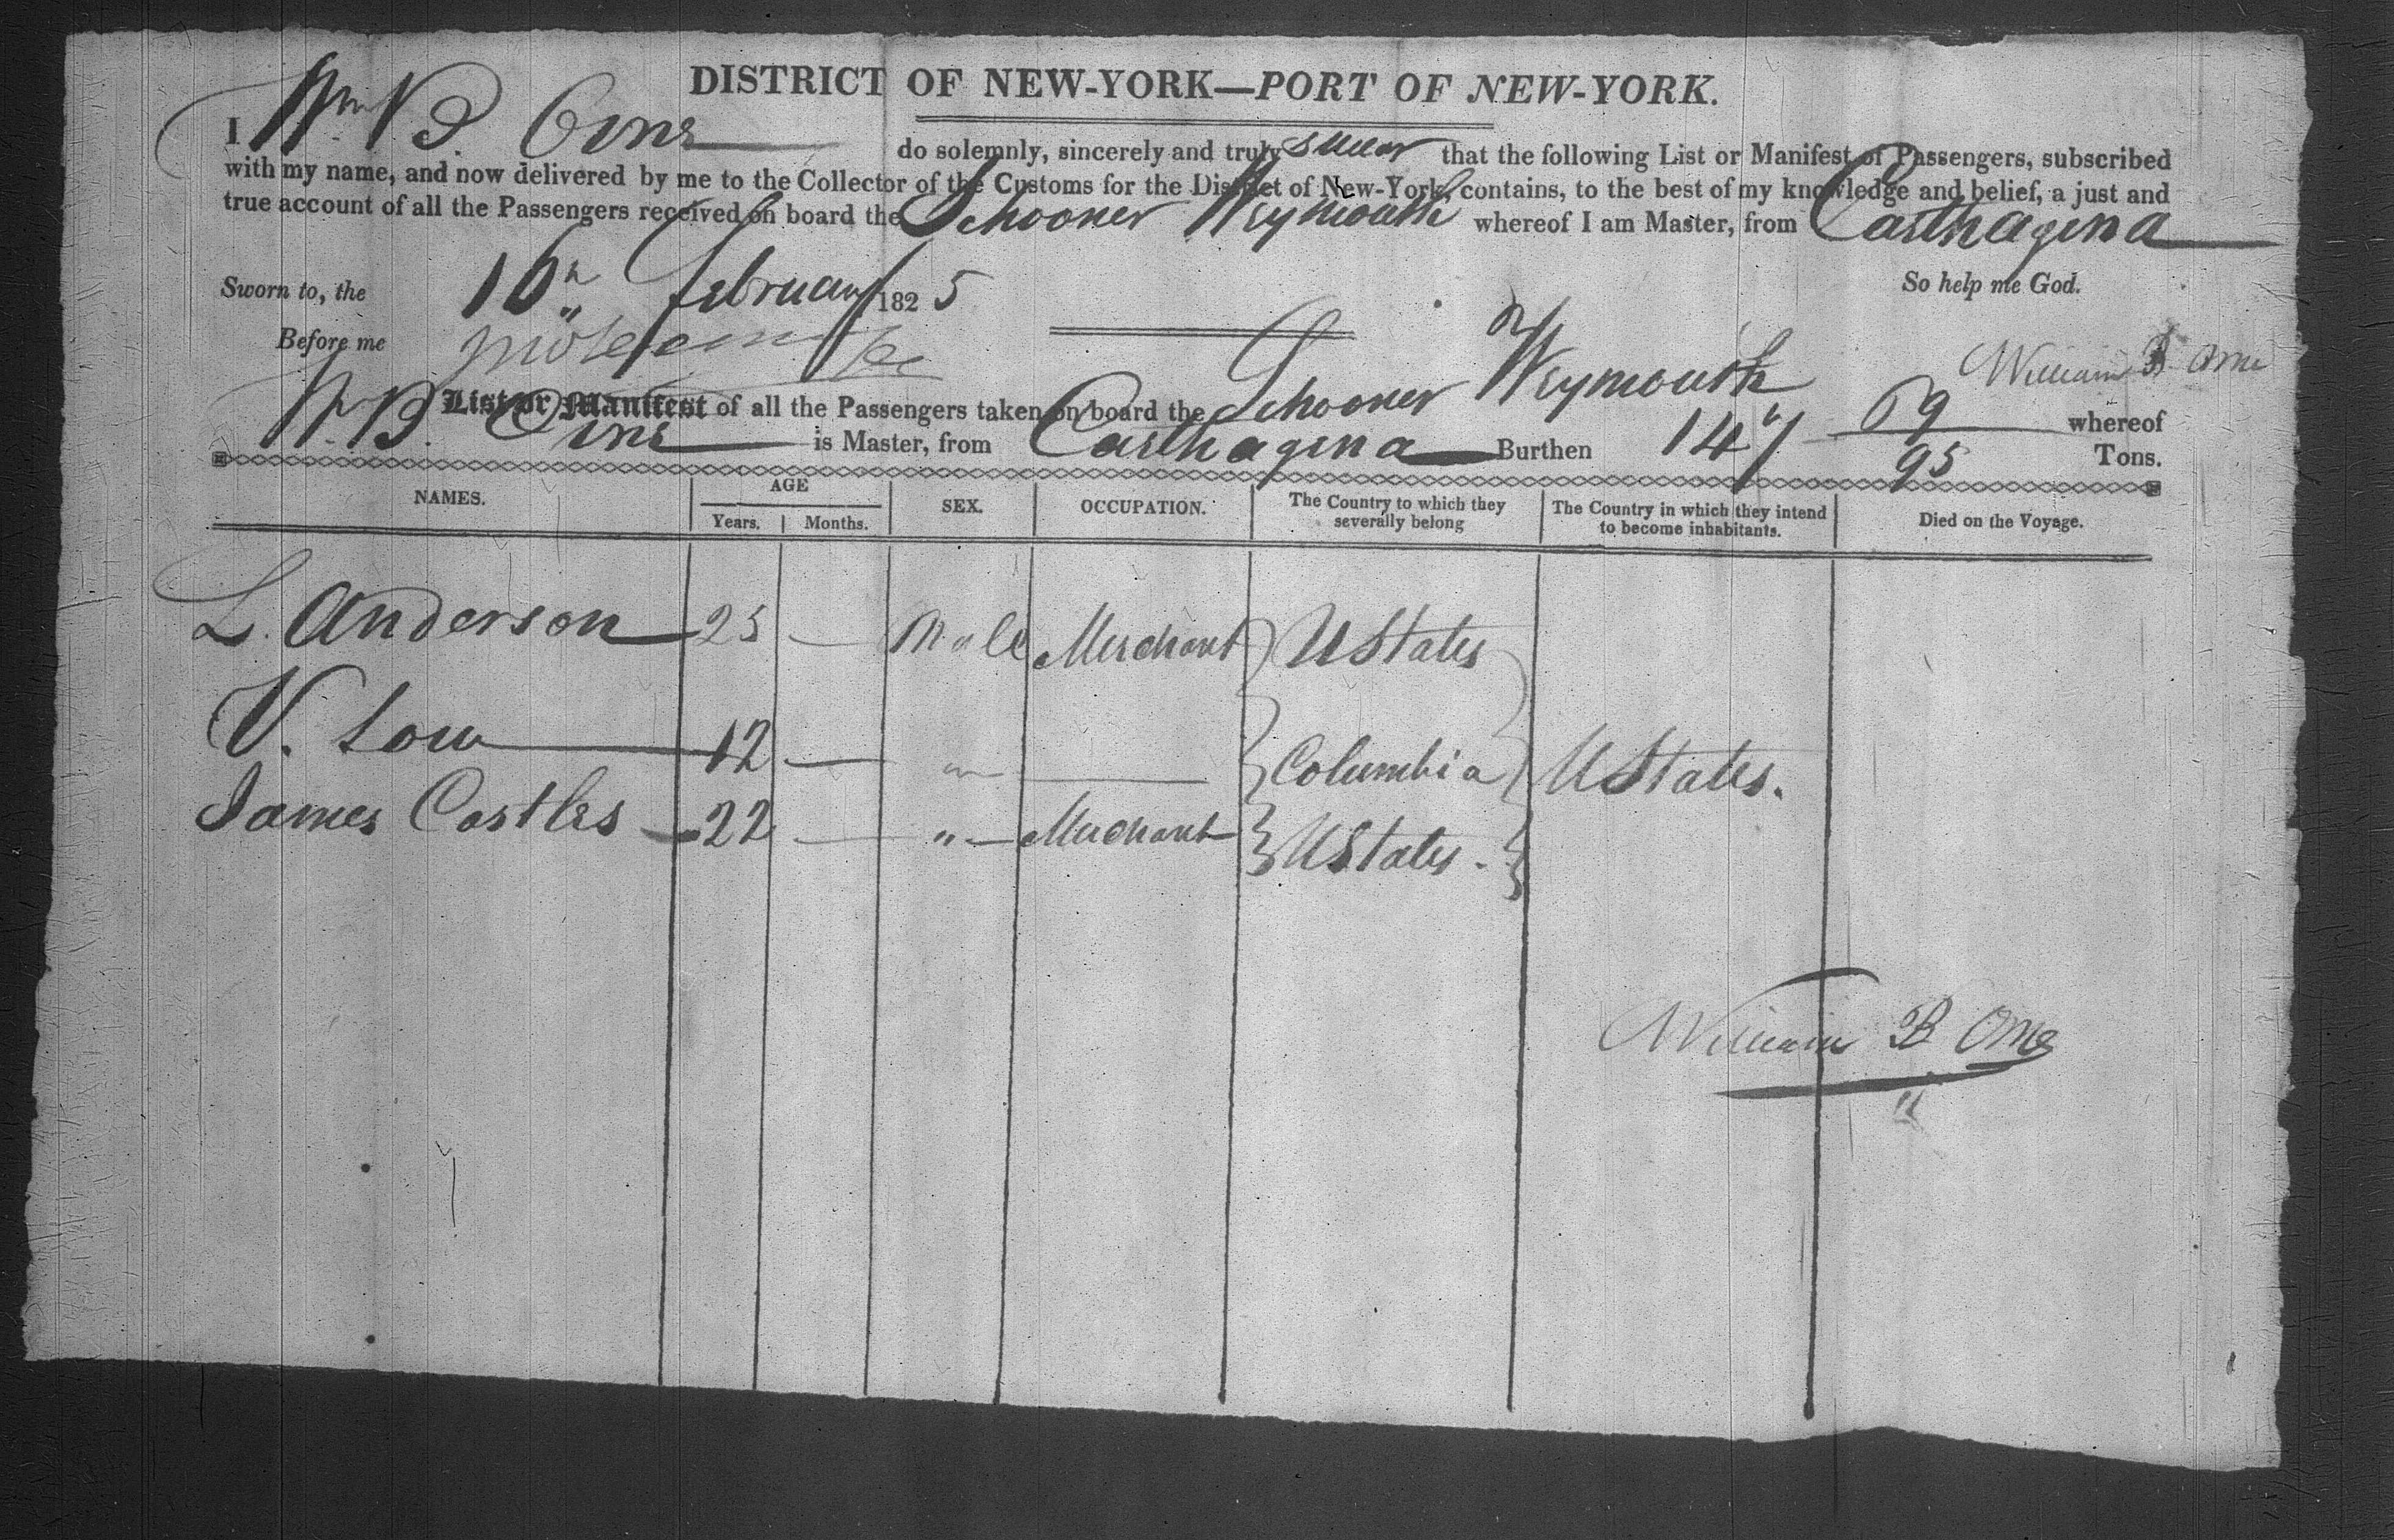 DISTRICT OF NEW-YORK—PORT OF NEW-YORK.
I Wm B. Orne do solemnly, sincerely and truly swear that the following List or Manifest of Passengers, subscribed
with my name, and now delivered by me to the Collector of the Customs for the District of New-York, contains, to the best of my knowledge and belief, a just and
true account of all the Passengers received on board the Schooner Weymouth whereof I am Master, from Carthagena
Sworn to, the 16th February 1825 So help me God.
Before me William B Orne
List or Manifest of all the Passengers taken on board the Schooner Weymouth whereof
Wm B. Orne is Master, from Carthagena Burthen 147 69/95 Tons.
NAMES. AGE SEX. OCCUPATION. The Country to which they severally belong The Country in which they intend to become inhabitants. Died on the Voyage.
Years. Months.
L. Anderson 25 — Male Merchant UStates
V. Low 12 — — Columbia UStates.
James Castles 22 — " — Merchant UStates.
William B Orne